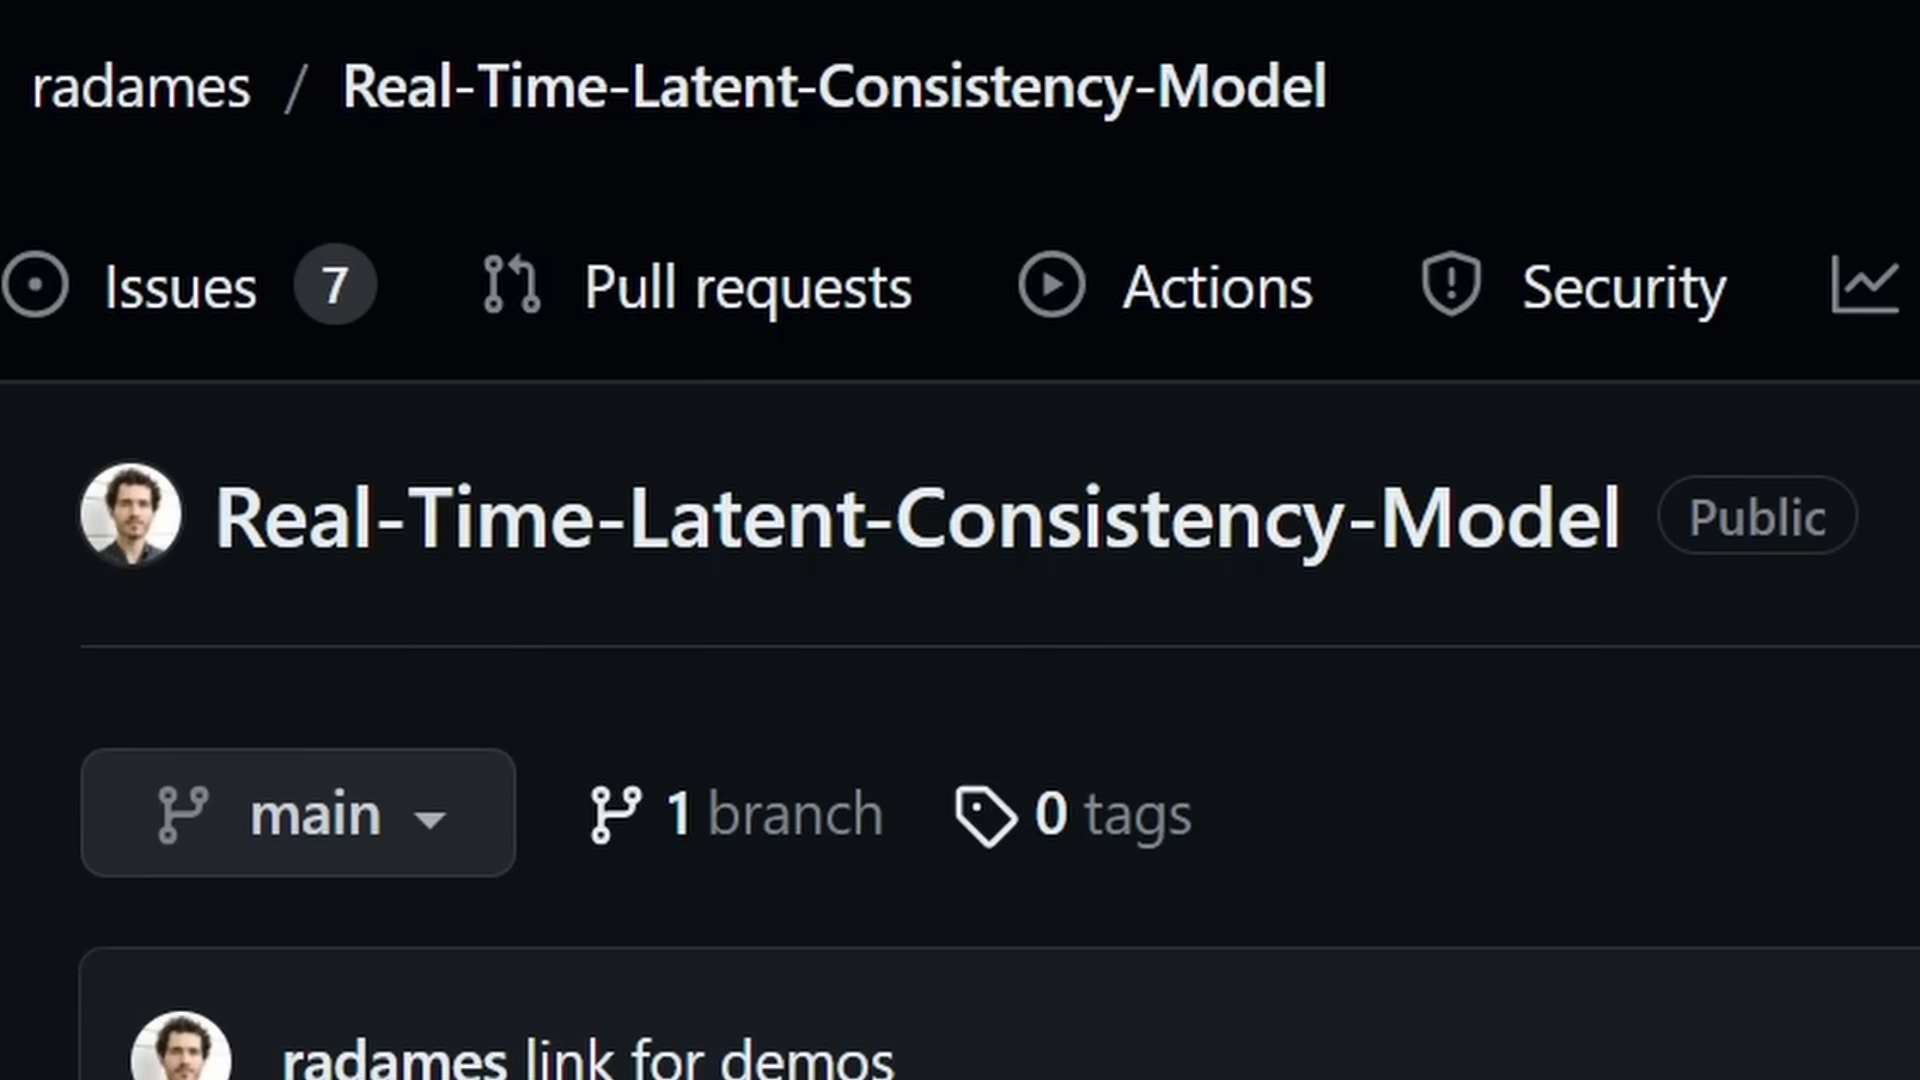 radames / Real-Time-Latent-Consistency-Model
Issues 7 Pull requests Actions Security
Real-Time-Latent-Consistency-Model Public
main 1 branch 0 tags
radames link for demos